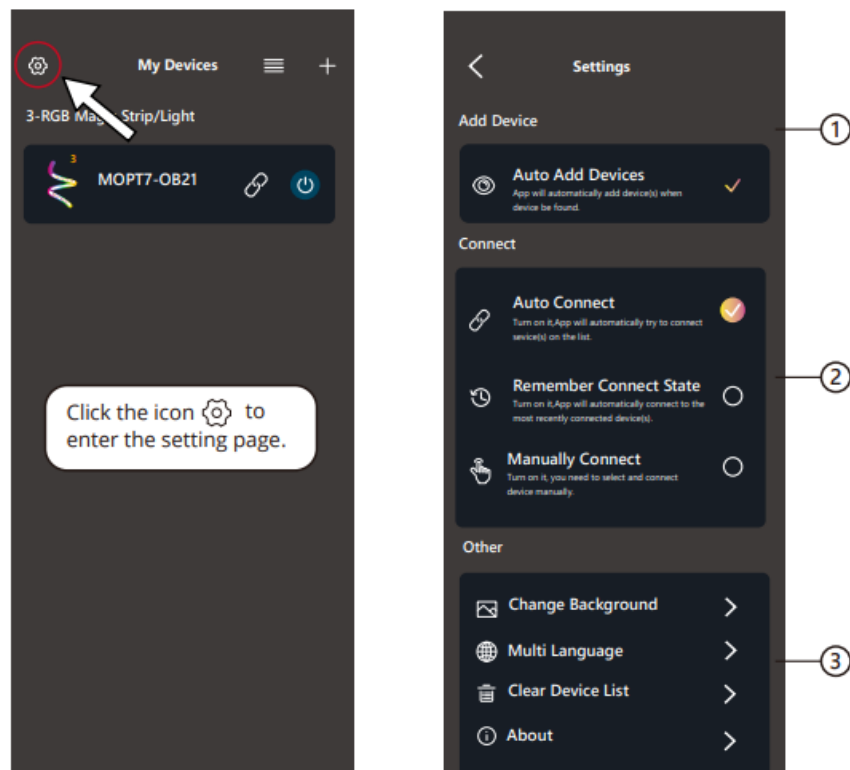 My Devices
3-RGB Magic Strip/Light
3
MOPT7-OB21
Click the icon to
enter the setting page.
Settings
Add Device
1
Auto Add Devices
App will automatically add device(s) when
device be found.
Connect
Auto Connect
Turn on it,App will automatically try to connect
sevice(s) on the list.
2
Remember Connect State
Turn on it,App will automatically connect to the
most recently connected device(s).
Manually Connect
Turn on it, you need to select and connect
device manually.
Other
Change Background
Multi Language
3
Clear Device List
About